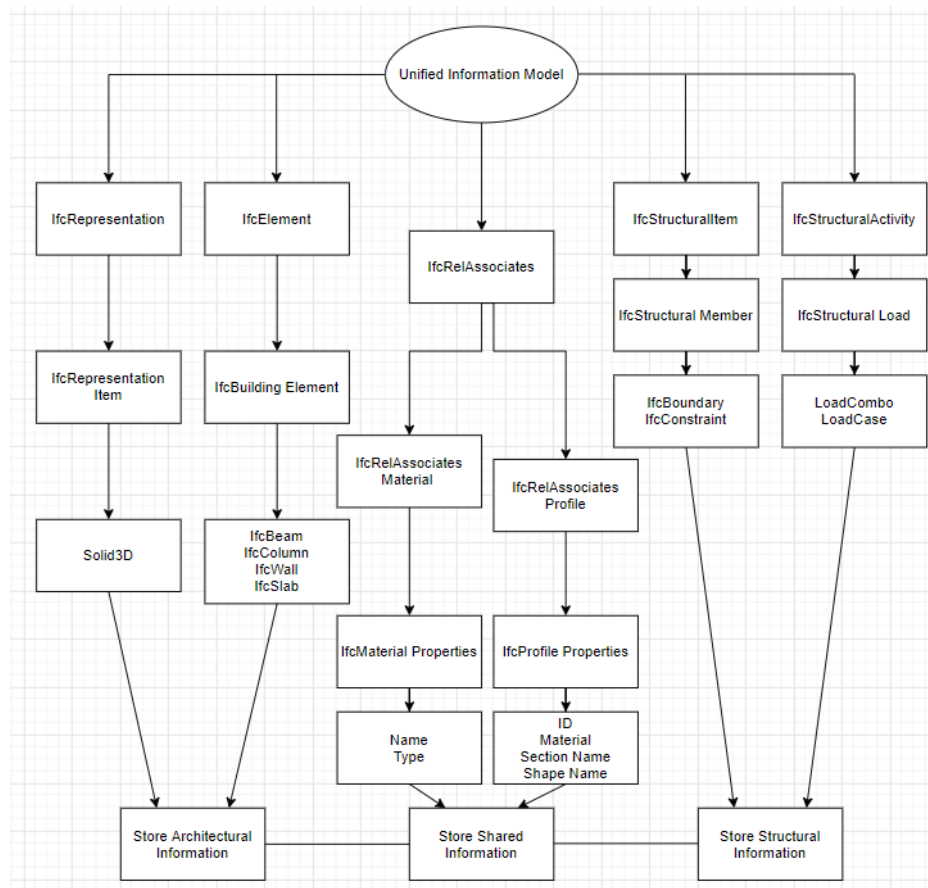 Unified Information Model
IfcRepresentation
IfcElement
IfcStructuralItem
IfcStructuralActivity
IfcRelAssociates
IfcStructural Member
IfcStructural Load
IfcRepresentation
Item
IfcBuilding Element
IfcBoundary
IfcConstraint
LoadCombo
LoadCase
IfcRelAssociates
Material
IfcRelAssociates
Profile
Solid3D
IfcBeam
IfcColumn
IfcWall
IfcSlab
IfcMaterial Properties
IfcProfile Properties
Name
Type
ID
Material
Section Name
Shape Name
Store Architectural
Information
Store Shared
Information
Store Structural
Information